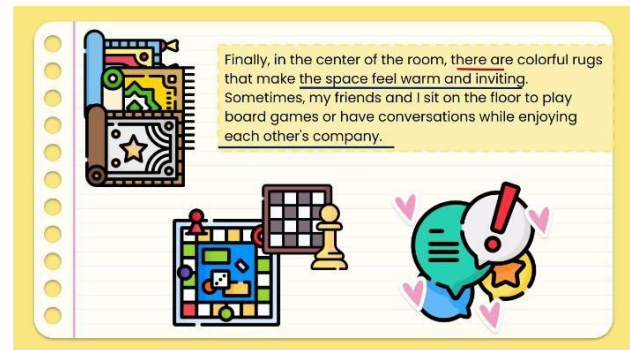 Finally, in the center of the room, there are colorful rugs
that make the space feel warm and inviting.
Sometimes, my friends and I sit on the floor to play
board games or have conversations while enjoying
each other's company.